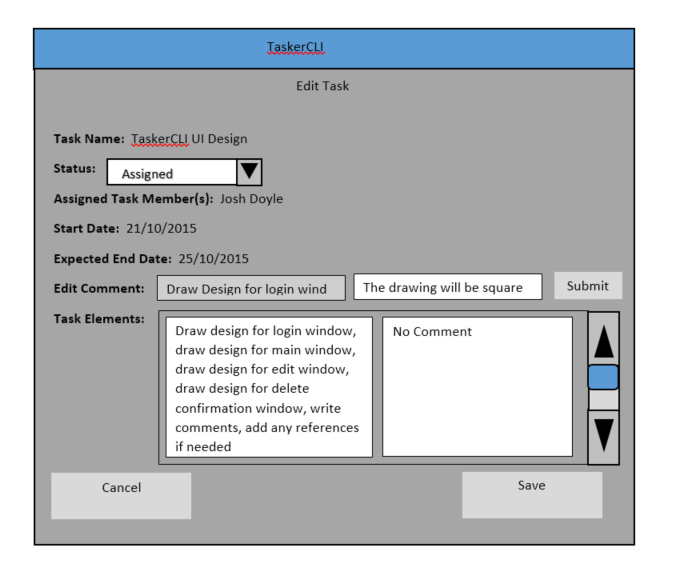 TaskerCLI
Edit Task
Task Name: TaskerCLI UI Design
Status: Assigned
Assigned Task Member(s): Josh Doyle
Start Date: 21/10/2015
Expected End Date: 25/10/2015
Edit Comment: Draw Design for login wind The drawing will be square Submit
Task Elements:
Draw design for login window,
draw design for main window,
draw design for edit window,
draw design for delete
confirmation window, write
comments, add any references
if needed
No Comment
Cancel Save